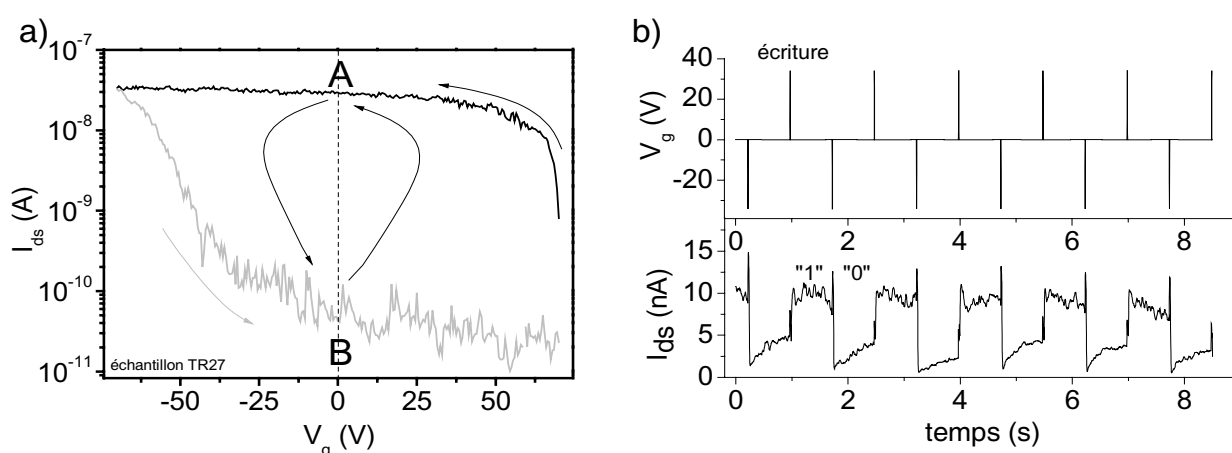 a)
10⁻⁷
10⁻⁸
10⁻⁹
10⁻¹⁰
10⁻¹¹
I_ds (A)
A
B
échantillon TR27
-50 -25 0 25 50
V_g (V)
b)
écriture
40
20
0
-20
V_g (V)
0 2 4 6 8
15
10
5
0
I_ds (nA)
"1" "0"
0 2 4 6 8
temps (s)